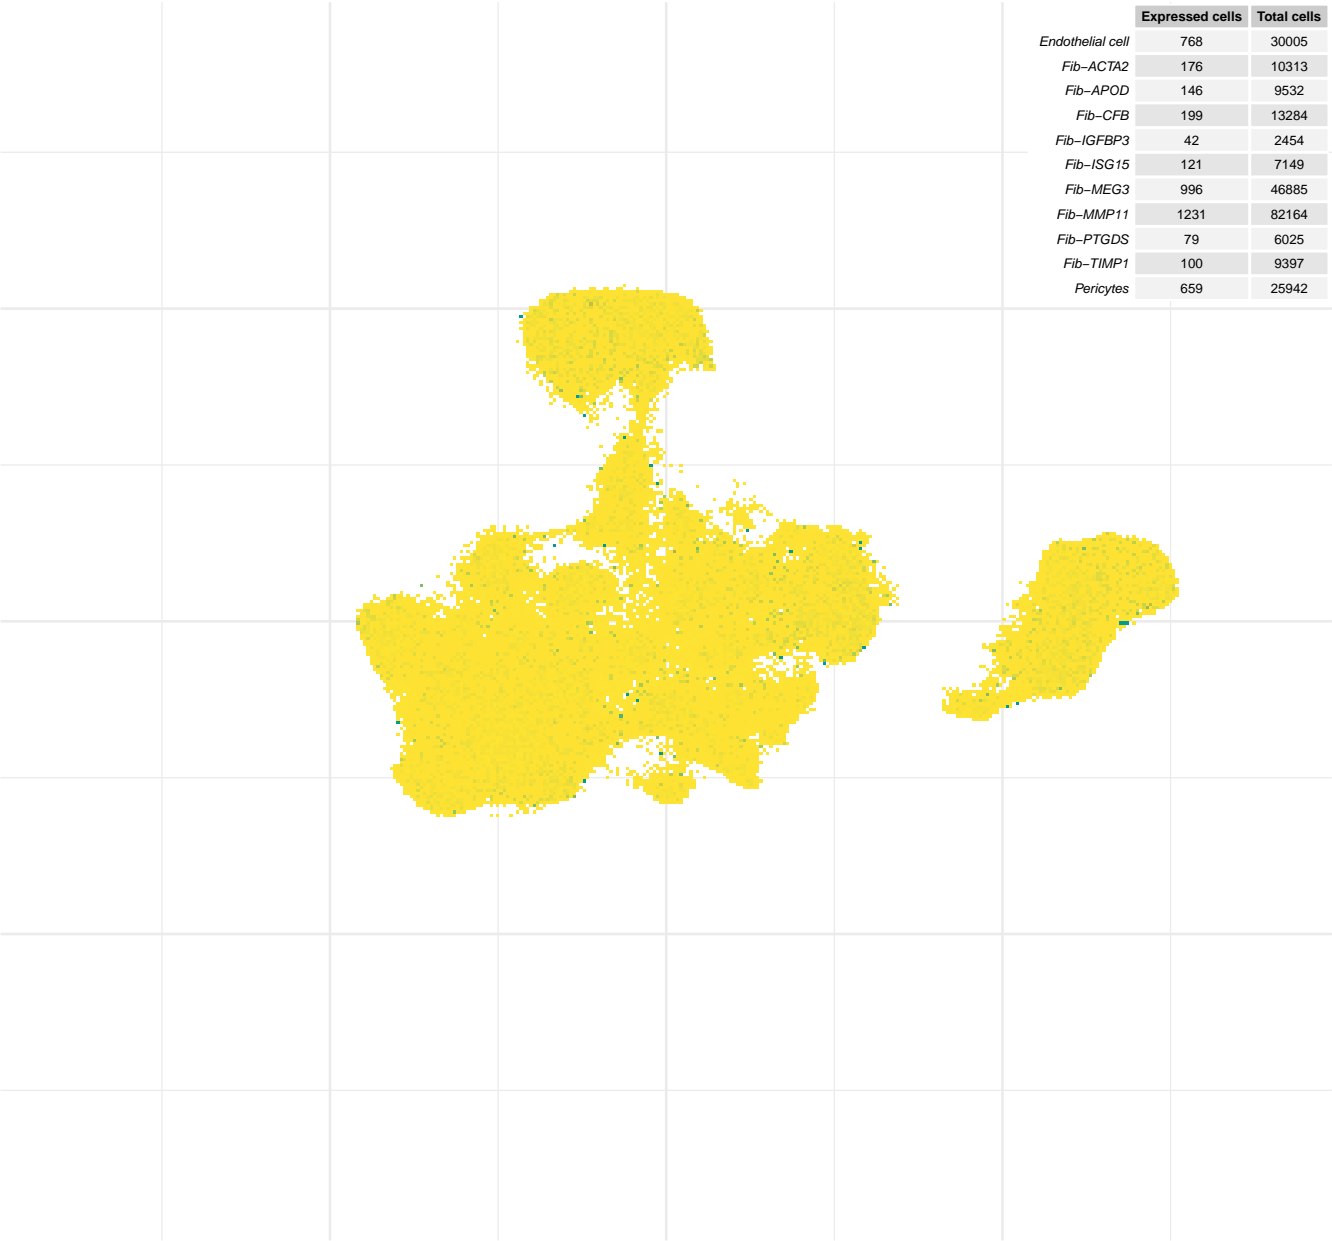 Expressed cells Total cells
Endothelial cell 768 30005
Fib−ACTA2 176 10313
Fib−APOD 146 9532
Fib−CFB 199 13284
Fib−IGFBP3 42 2454
Fib−ISG15 121 7149
Fib−MEG3 996 46885
Fib−MMP11 1231 82164
Fib−PTGDS 79 6025
Fib−TIMP1 100 9397
Pericytes 659 25942